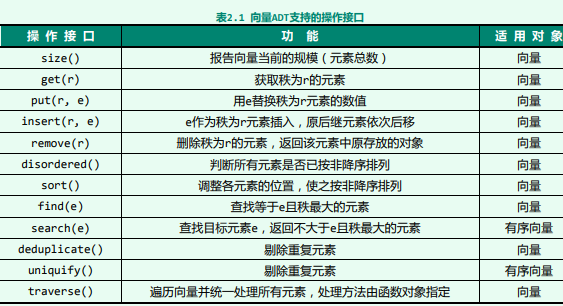 表2.1 向量ADT支持的操作接口
操作接口 功能 适用对象
size() 报告向量当前的规模（元素总数） 向量
get(r) 获取秩为r的元素 向量
put(r, e) 用e替换秩为r元素的数值 向量
insert(r, e) e作为秩为r元素插入，原后继元素依次后移 向量
remove(r) 删除秩为r的元素，返回该元素中原存放的对象 向量
disordered() 判断所有元素是否已按非降序排列 向量
sort() 调整各元素的位置，使之按非降序排列 向量
find(e) 查找等于e且秩最大的元素 向量
search(e) 查找目标元素e，返回不大于e且秩最大的元素 有序向量
deduplicate() 剔除重复元素 向量
uniquify() 剔除重复元素 有序向量
traverse() 遍历向量并统一处理所有元素，处理方法由函数对象指定 向量